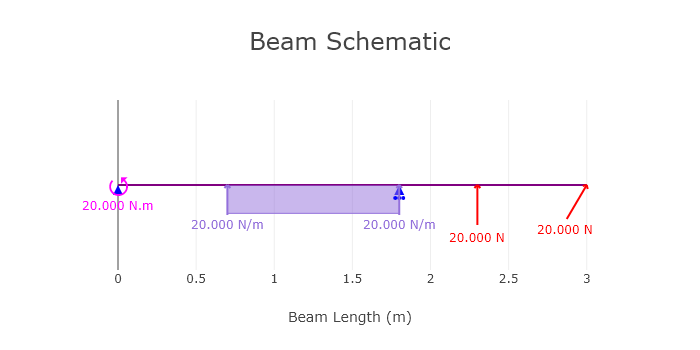 Beam Schematic
20.000 N.m
20.000 N/m
20.000 N/m
20.000 N
20.000 N
0
0.5
1
1.5
2
2.5
3
Beam Length (m)